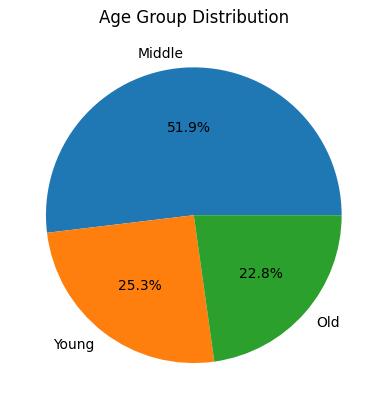 Age Group Distribution
Middle
51.9%
25.3%
22.8%
Old
Young